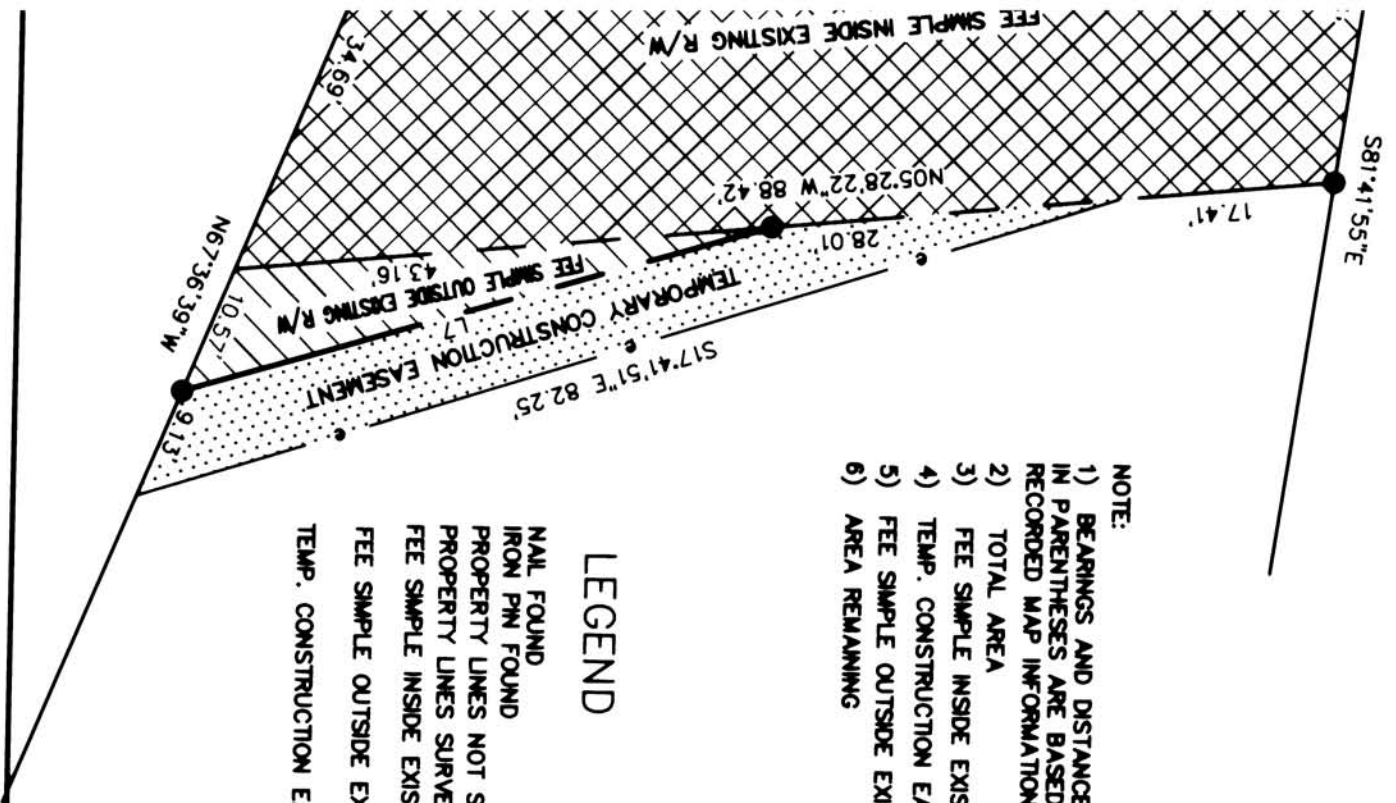 FEE SIMPLE INSIDE EXISTING R/W
34.69'
S81°41'55"E
N05°28'22"W 88.42'
17.41'
28.01'
43.16'
FEE SIMPLE OUTSIDE EXISTING R/W
N67°36'39"W
10.57'
L7
TEMPORARY CONSTRUCTION EASEMENT
S17°41'51"E 82.25'
9.13'
NOTE:
1) BEARINGS AND DISTANCE
IN PARENTHESES ARE BASED
RECORDED MAP INFORMATION
2) TOTAL AREA
3) FEE SIMPLE INSIDE EXIS
4) TEMP. CONSTRUCTION EA
5) FEE SIMPLE OUTSIDE EXI
6) AREA REMAINING
LEGEND
NAIL FOUND
IRON PIN FOUND
PROPERTY LINES NOT S
PROPERTY LINES SURVE
FEE SIMPLE INSIDE EXIS
FEE SIMPLE OUTSIDE EX
TEMP. CONSTRUCTION E